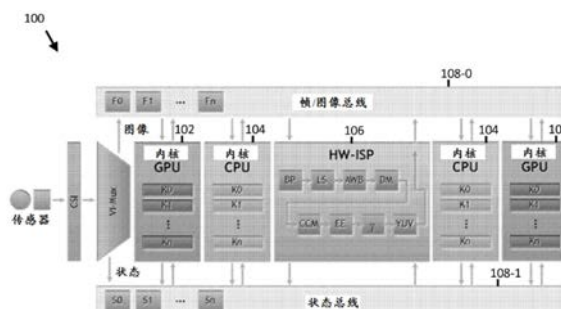 100
108-0
F0 F1 ... Fn
帧/图像总线
图像
102
104
106
104
10
内核
GPU
内核
CPU
HW-ISP
内核
CPU
内核
GPU
K0
K1
Kn
K0
K1
Kn
DP
LS
AWB
DM
CCM
EE
γ
YUV
K0
K1
Kn
K0
K1
Kn
传感器
CSI
VI-Mux
状态
108-1
S0 S1 ... Sn
状态总线